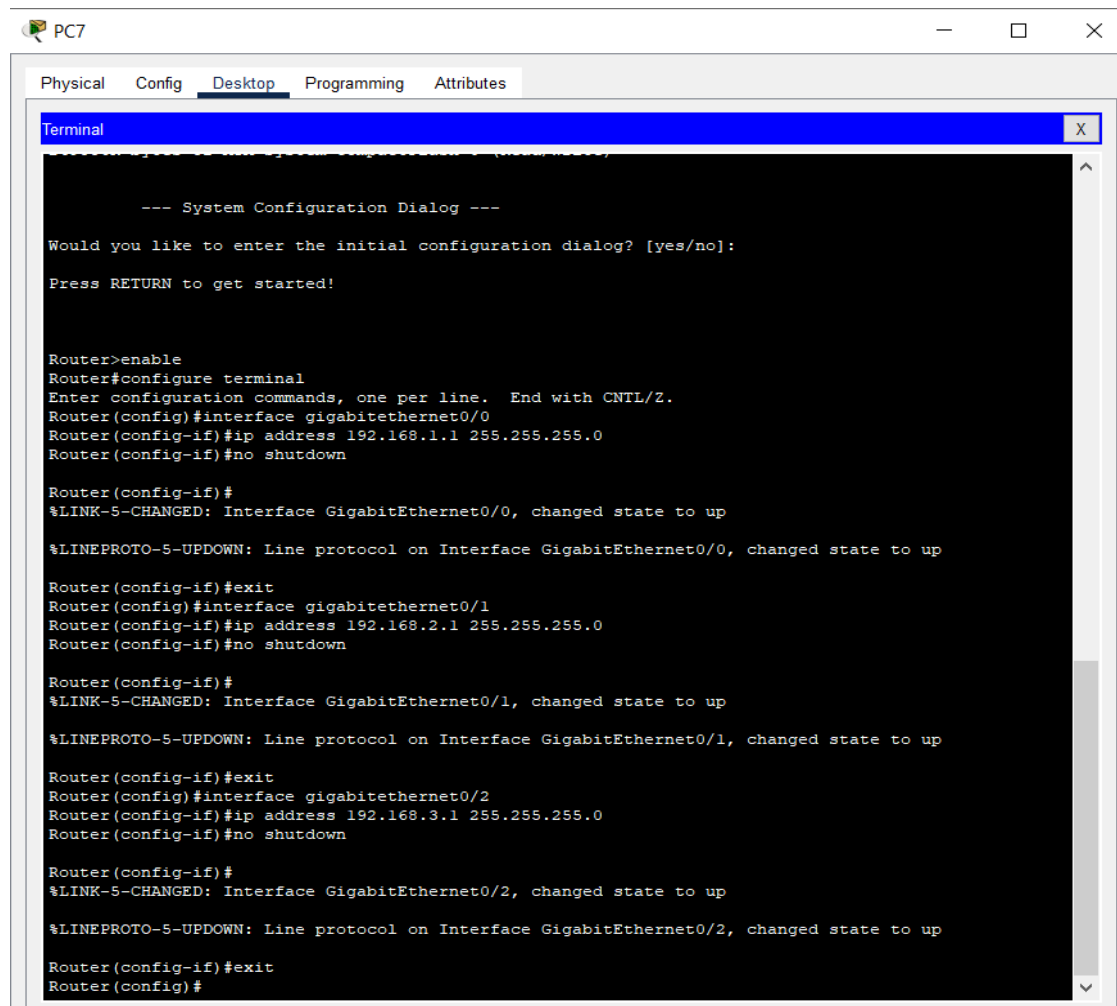 PC7
Physical Config Desktop Programming Attributes
Terminal X
--- System Configuration Dialog ---
Would you like to enter the initial configuration dialog? [yes/no]:
Press RETURN to get started!
Router>enable
Router#configure terminal
Enter configuration commands, one per line.  End with CNTL/Z.
Router(config)#interface gigabitethernet0/0
Router(config-if)#ip address 192.168.1.1 255.255.255.0
Router(config-if)#no shutdown
Router(config-if)#
%LINK-5-CHANGED: Interface GigabitEthernet0/0, changed state to up
%LINEPROTO-5-UPDOWN: Line protocol on Interface GigabitEthernet0/0, changed state to up
Router(config-if)#exit
Router(config)#interface gigabitethernet0/1
Router(config-if)#ip address 192.168.2.1 255.255.255.0
Router(config-if)#no shutdown
Router(config-if)#
%LINK-5-CHANGED: Interface GigabitEthernet0/1, changed state to up
%LINEPROTO-5-UPDOWN: Line protocol on Interface GigabitEthernet0/1, changed state to up
Router(config-if)#exit
Router(config)#interface gigabitethernet0/2
Router(config-if)#ip address 192.168.3.1 255.255.255.0
Router(config-if)#no shutdown
Router(config-if)#
%LINK-5-CHANGED: Interface GigabitEthernet0/2, changed state to up
%LINEPROTO-5-UPDOWN: Line protocol on Interface GigabitEthernet0/2, changed state to up
Router(config-if)#exit
Router(config)#